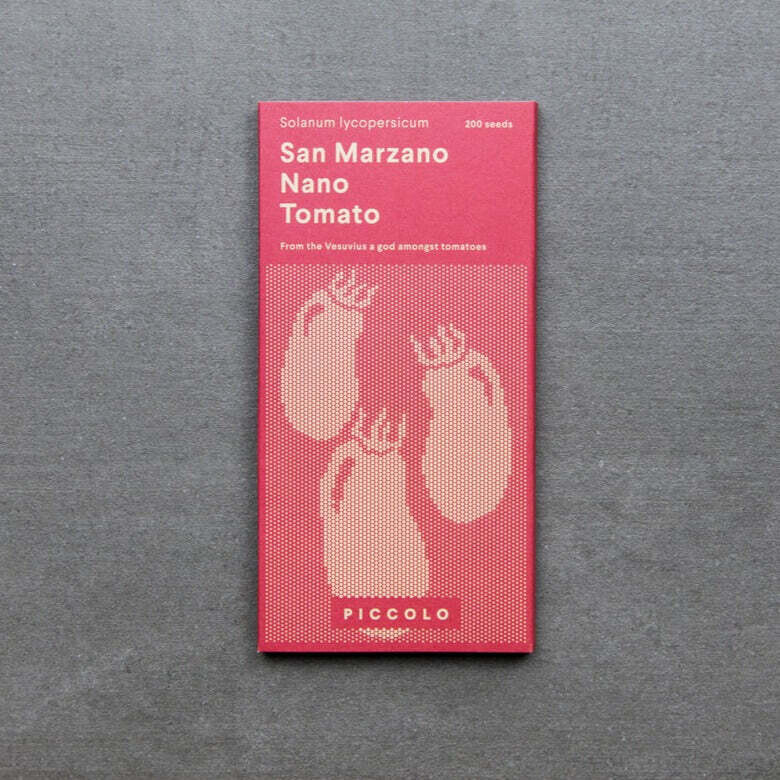 Solanum lycopersicum 200 seeds
San Marzano
Nano
Tomato
From the Vesuvius a god amongst tomatoes
PICCOLO